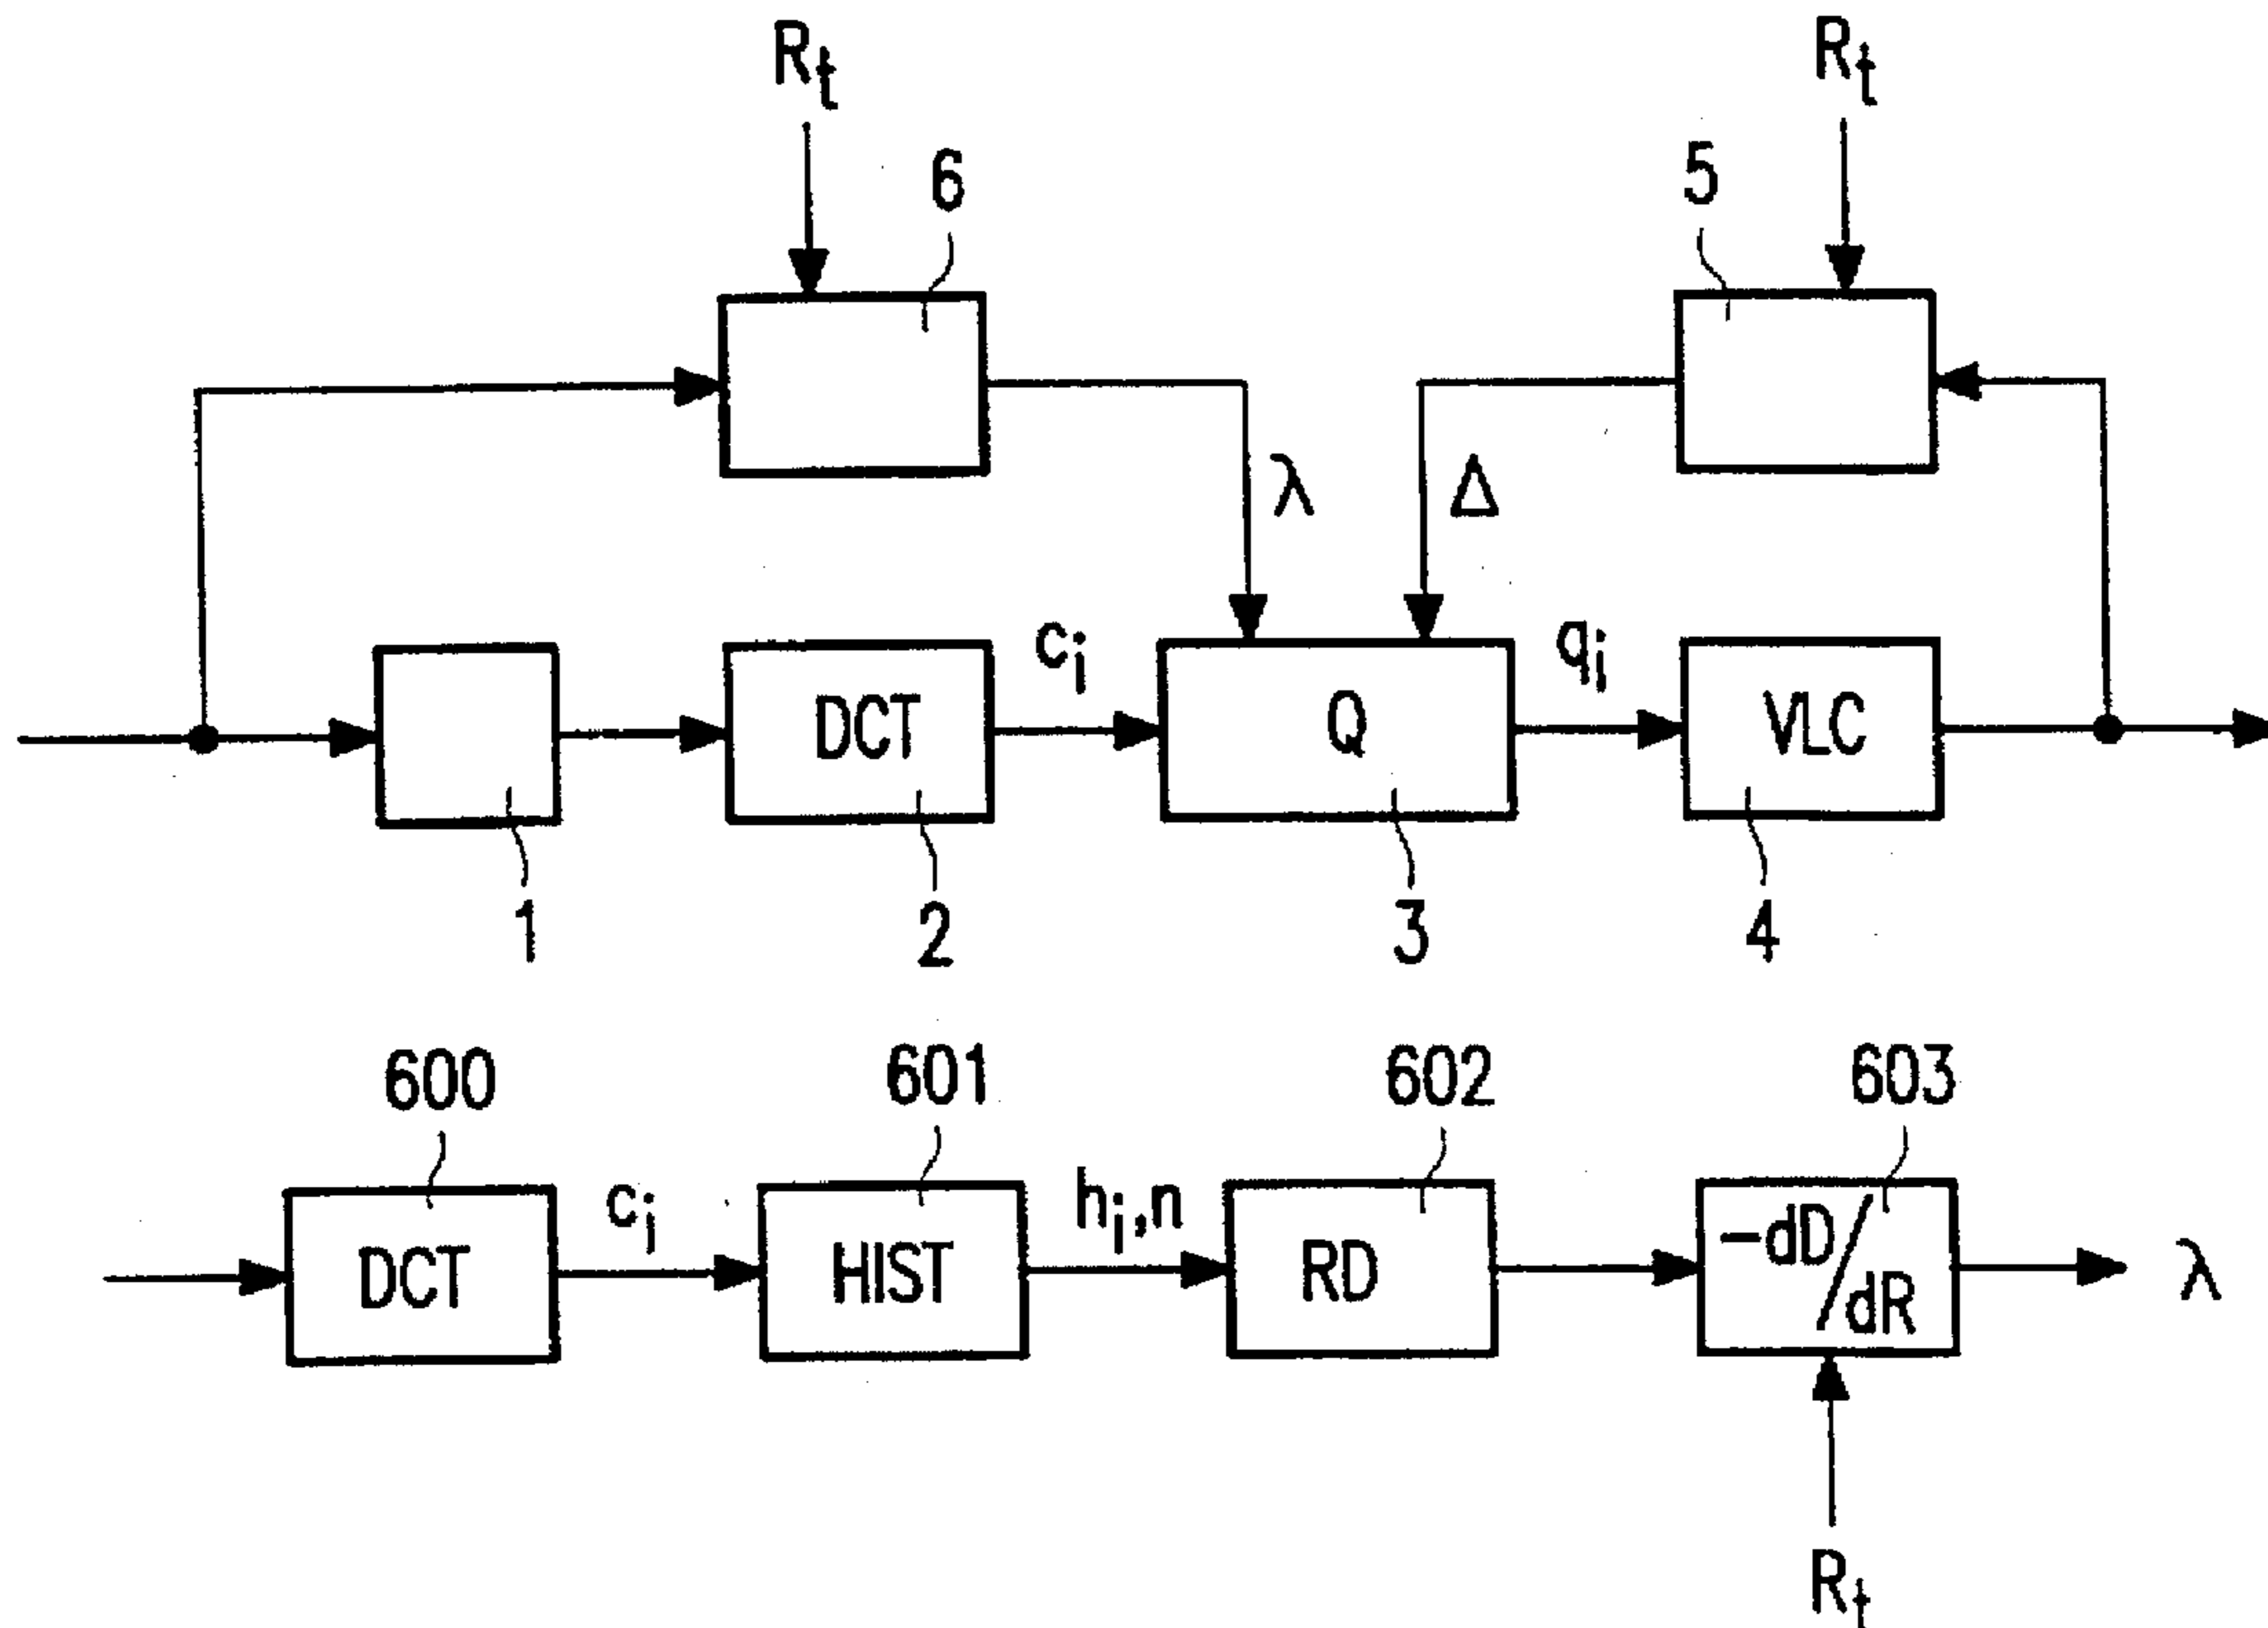 Rt Rt
6 5
λ Δ
ci qi
DCT Q VLC
1 2 3 4
600 601 602 603
ci hi,n
DCT HIST RD -dD/dR λ
Rt